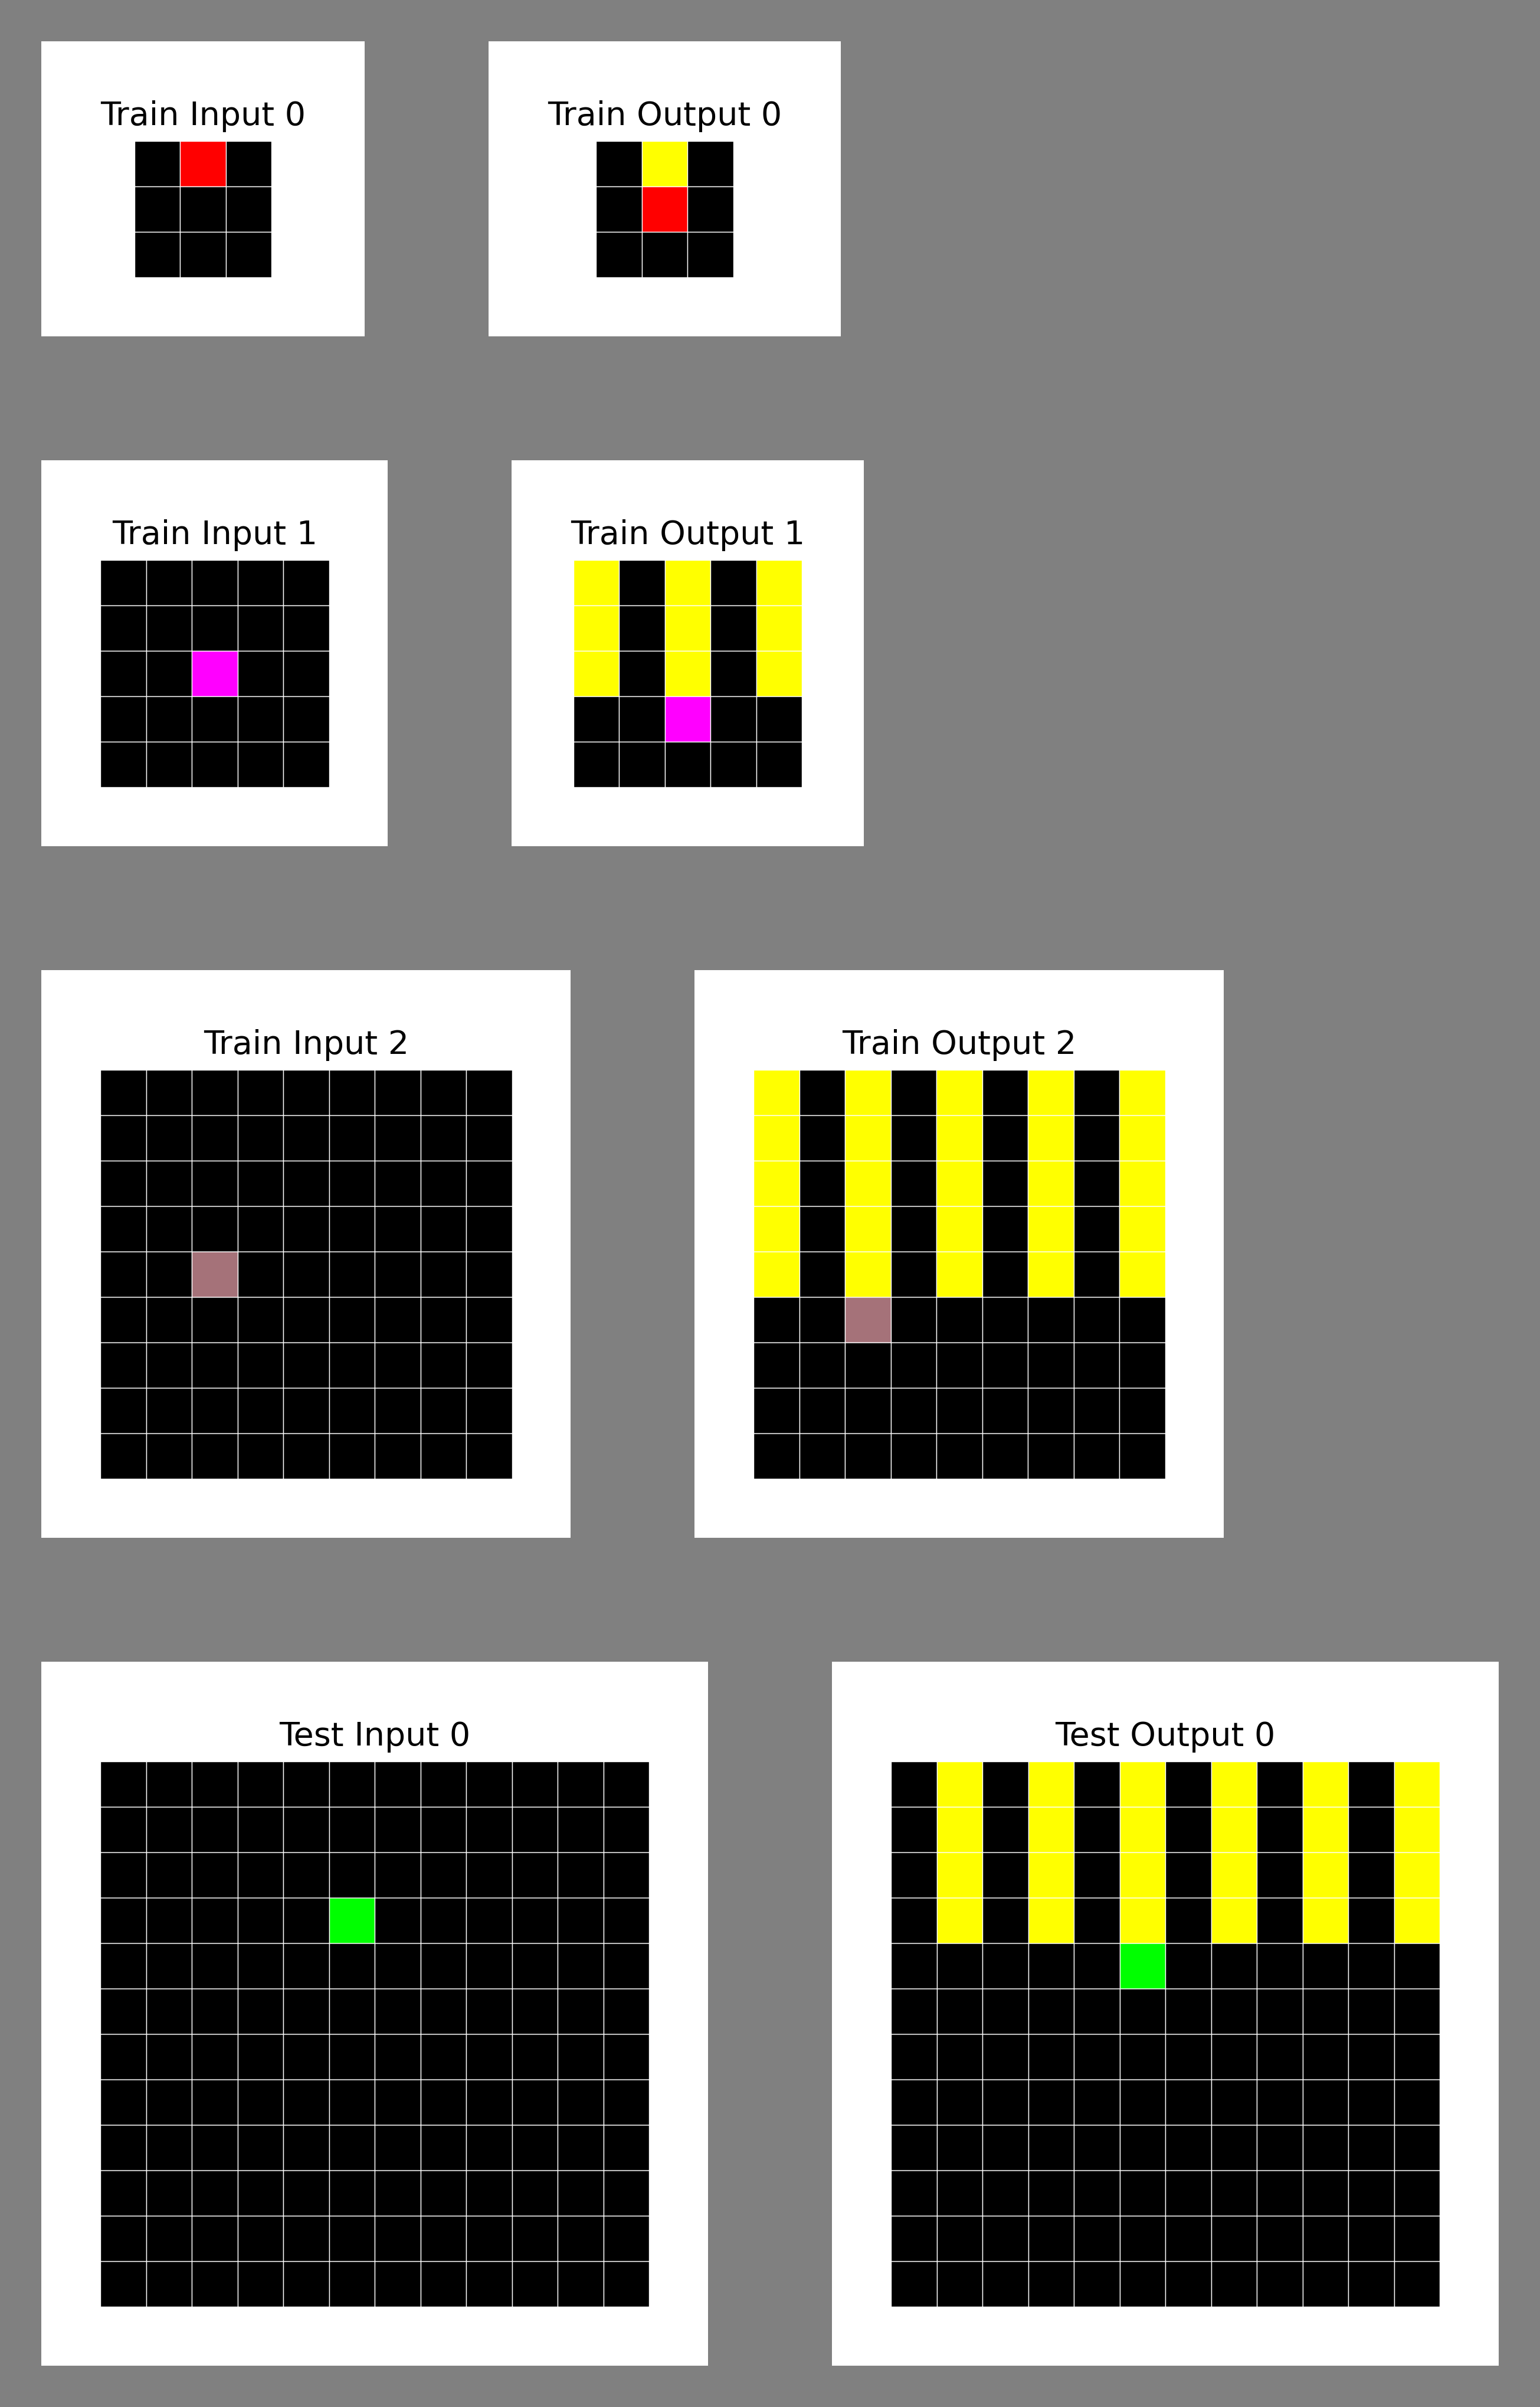 Train Input 0
Train Output 0
Train Input 1
Train Output 1
Train Input 2
Train Output 2
Test Input 0
Test Output 0